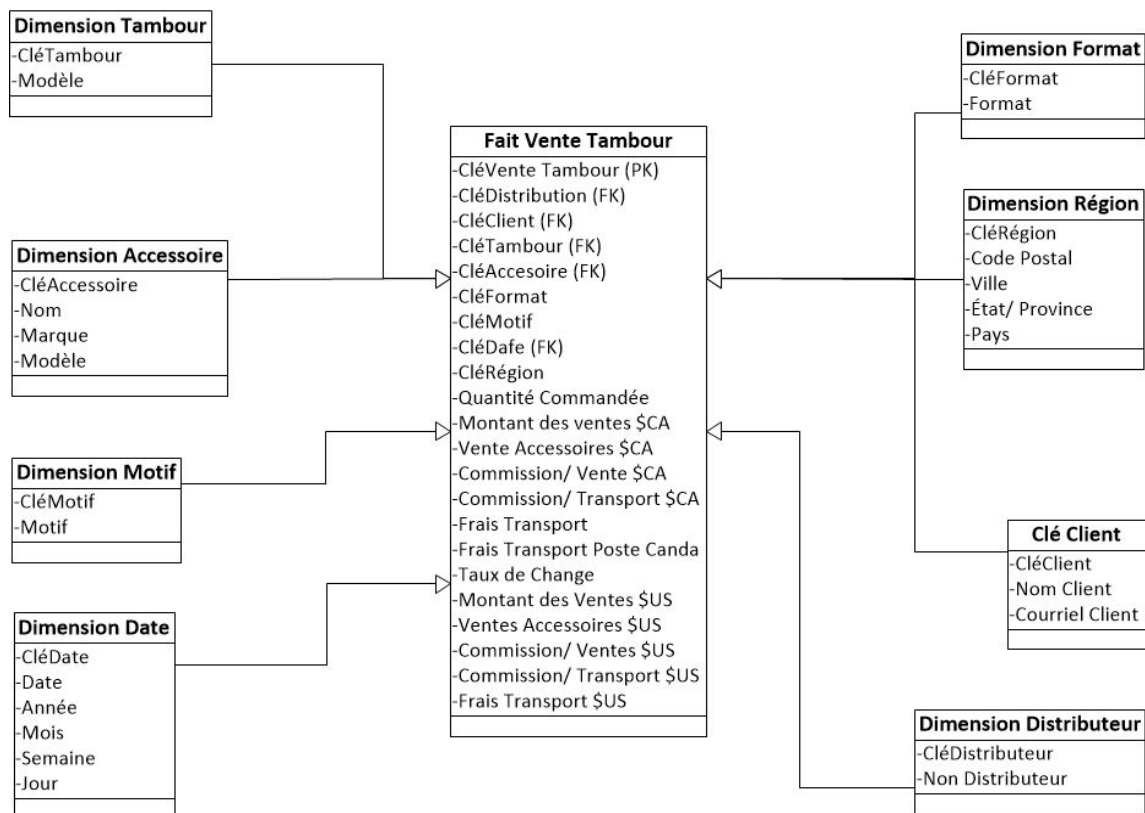 Dimension Tambour
-CléTambour
-Modèle
Dimension Accessoire
-CléAccessoire
-Nom
-Marque
-Modèle
Dimension Motif
-CléMotif
-Motif
Dimension Date
-CléDate
-Date
-Année
-Mois
-Semaine
-Jour
Fait Vente Tambour
-CléVente Tambour (PK)
-CléDistribution (FK)
-CléClient (FK)
-CléTambour (FK)
-CléAccesoire (FK)
-CléFormat
-CléMotif
-CléDafe (FK)
-CléRégion
-Quantité Commandée
-Montant des ventes $CA
-Vente Accessoires $CA
-Commission/ Vente $CA
-Commission/ Transport $CA
-Frais Transport
-Frais Transport Poste Canda
-Taux de Change
-Montant des Ventes $US
-Ventes Accessoires $US
-Commission/ Ventes $US
-Commission/ Transport $US
-Frais Transport $US
Dimension Format
-CléFormat
-Format
Dimension Région
-CléRégion
-Code Postal
-Ville
-État/ Province
-Pays
Clé Client
-CléClient
-Nom Client
-Courriel Client
Dimension Distributeur
-CléDistributeur
-Non Distributeur